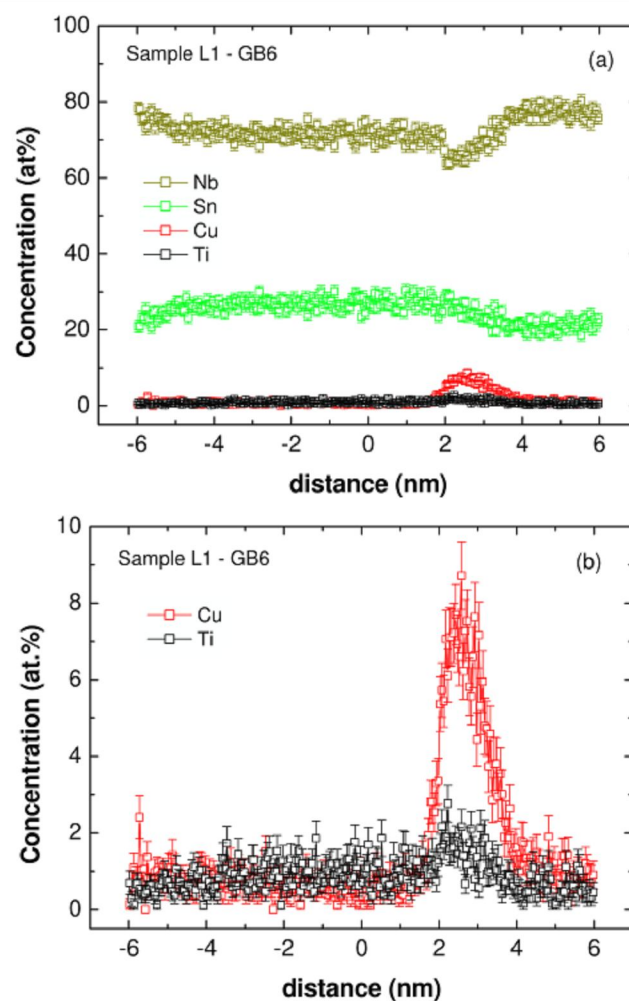 100
Sample L1 - GB6
(a)
80
60
Nb
Sn
Cu
Ti
40
20
0
Concentration (at%)
-6 -4 -2 0 2 4 6
distance (nm)
10
Sample L1 - GB6
(b)
8
Cu
Ti
6
4
2
0
Concentration (at.%)
-6 -4 -2 0 2 4 6
distance (nm)